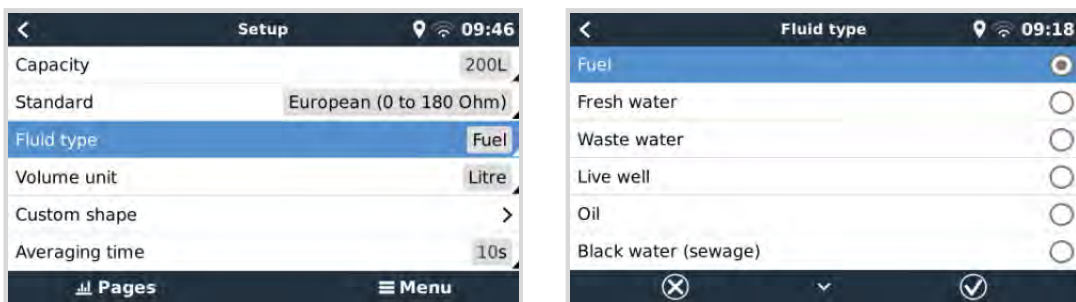 Setup 09:46
Capacity 200L
Standard European (0 to 180 Ohm)
Fluid type Fuel
Volume unit Litre
Custom shape
Averaging time 10s
Pages Menu
Fluid type 09:18
Fuel
Fresh water
Waste water
Live well
Oil
Black water (sewage)